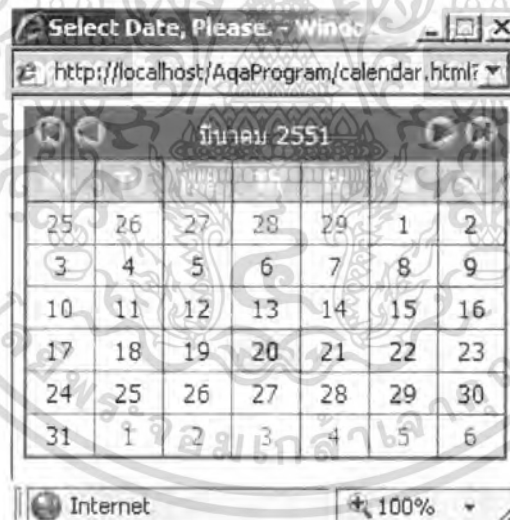 Select Date, Please. - Windo
http://localhost/AqaProgram/calendar.html?
มีนาคม 2551
25 26 27 28 29 1 2
3 4 5 6 7 8 9
10 11 12 13 14 15 16
17 18 19 20 21 22 23
24 25 26 27 28 29 30
31 1 2 3 4 5 6
Internet 100%